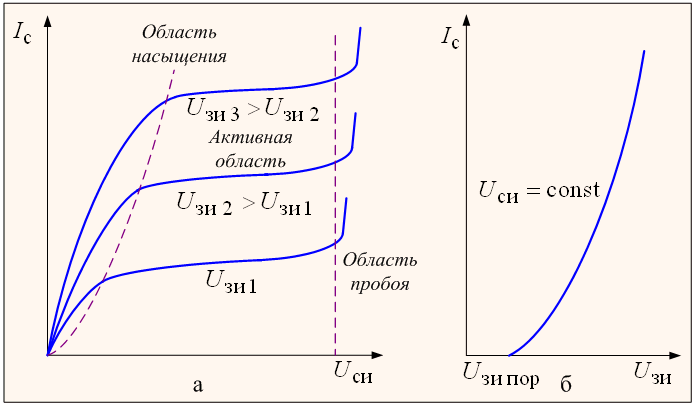 Iс
Область
насыщения
Uзи 3 > Uзи 2
Активная
область
Uзи 2 > Uзи 1
Uзи 1
Область
пробоя
Uси
а
Iс
Uси = const
Uзи пор
Uзи
б